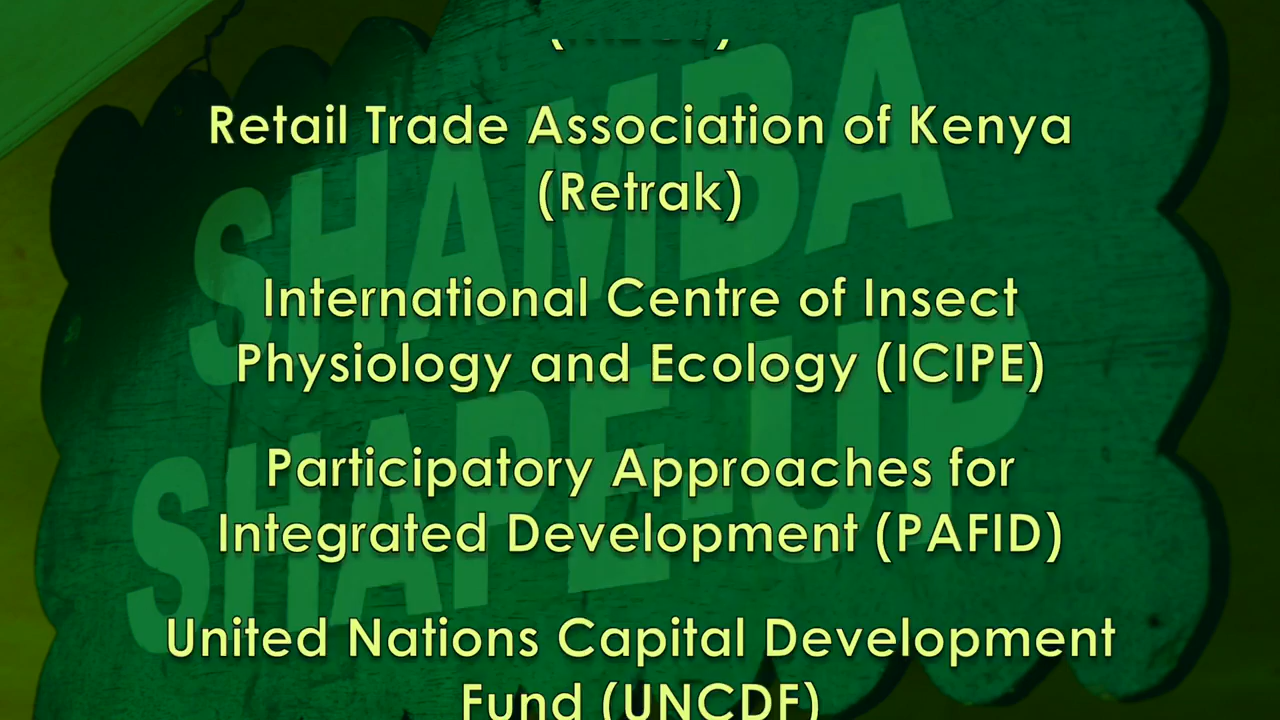 Retail Trade Association of Kenya
(Retrak)
International Centre of Insect
Physiology and Ecology (ICIPE)
Participatory Approaches for
Integrated Development (PAFID)
United Nations Capital Development
Fund (UNCDF)
SHAMBA
SHAPE-UP